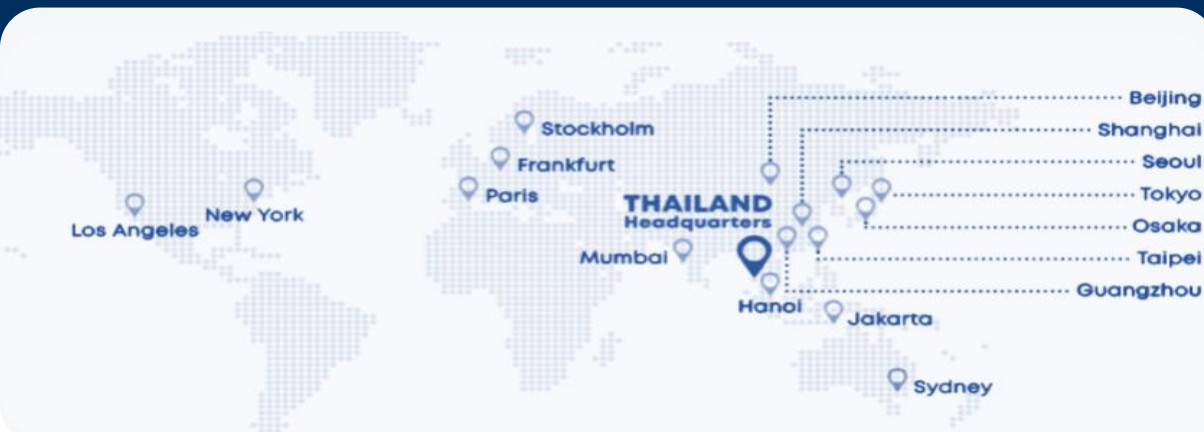 Beijing
Shanghai
Stockholm
Seoul
Frankfurt
Paris
Tokyo
THAILAND
Headquarters
New York
Los Angeles
Osaka
Mumbai
Taipei
Guangzhou
Hanoi
Jakarta
Sydney